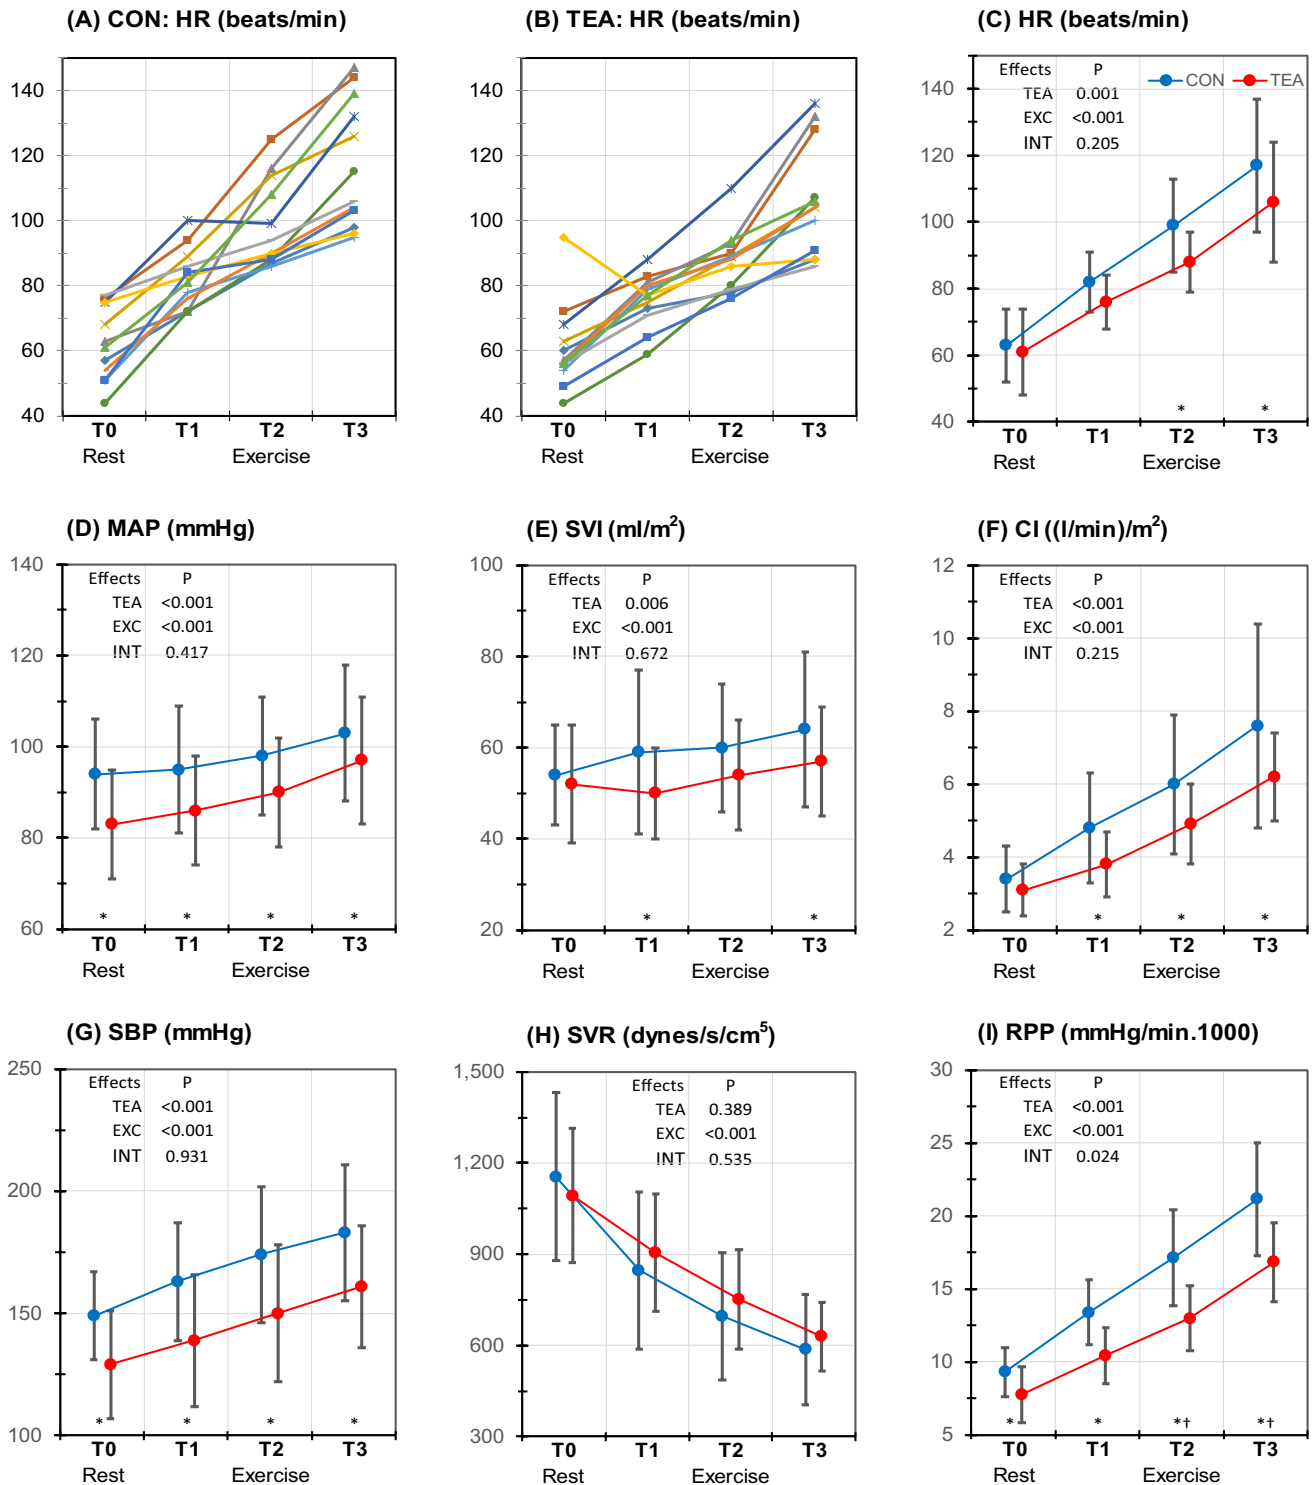 (A) CON: HR (beats/min)
140
120
100
80
60
40
T0 T1 T2 T3
Rest Exercise
(B) TEA: HR (beats/min)
140
120
100
80
60
40
T0 T1 T2 T3
Rest Exercise
(C) HR (beats/min)
Effects P
TEA 0.001
EXC <0.001
INT 0.205
CON TEA
140
120
100
80
60
40
* *
T0 T1 T2 T3
Rest Exercise
(D) MAP (mmHg)
Effects P
TEA <0.001
EXC <0.001
INT 0.417
140
120
100
80
60
* * * *
T0 T1 T2 T3
Rest Exercise
(E) SVI (ml/m²)
Effects P
TEA 0.006
EXC <0.001
INT 0.672
100
80
60
40
20
* *
T0 T1 T2 T3
Rest Exercise
(F) CI ((l/min)/m²)
Effects P
TEA <0.001
EXC <0.001
INT 0.215
12
10
8
6
4
2
* * *
T0 T1 T2 T3
Rest Exercise
(G) SBP (mmHg)
Effects P
TEA <0.001
EXC <0.001
INT 0.931
250
200
150
100
* * * *
T0 T1 T2 T3
Rest Exercise
(H) SVR (dynes/s/cm⁵)
Effects P
TEA 0.389
EXC <0.001
INT 0.535
1,500
1,200
900
600
300
T0 T1 T2 T3
Rest Exercise
(I) RPP (mmHg/min.1000)
Effects P
TEA <0.001
EXC <0.001
INT 0.024
30
25
20
15
10
5
* * *† *†
T0 T1 T2 T3
Rest Exercise